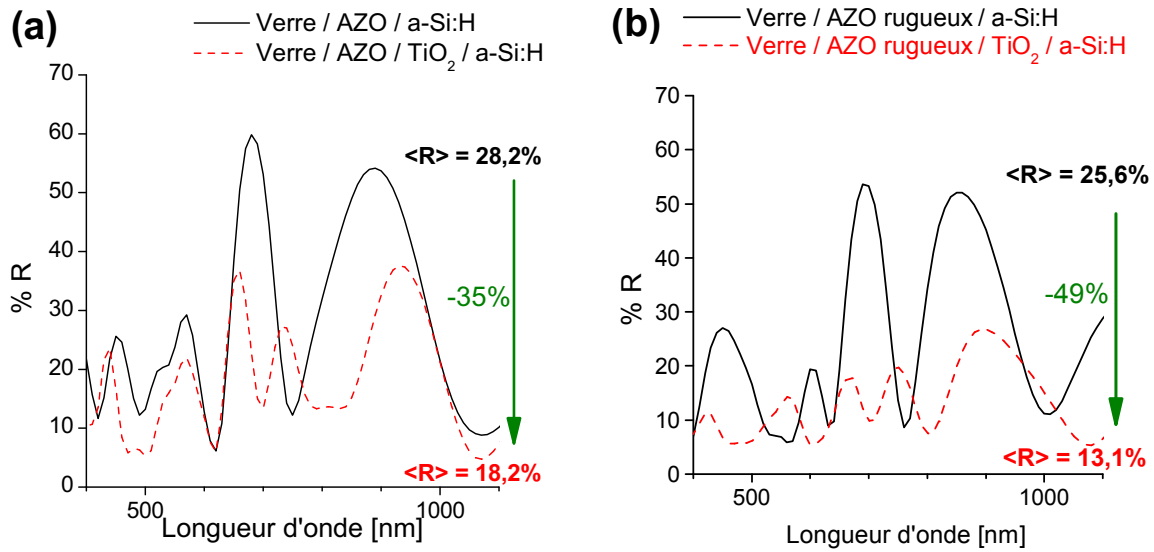 (a)
Verre / AZO / a-Si:H
Verre / AZO / TiO2 / a-Si:H
70
60
50
40
30
20
10
0
% R
<R> = 28,2%
-35%
<R> = 18,2%
500
1000
Longueur d'onde [nm]
(b)
Verre / AZO rugueux / a-Si:H
Verre / AZO rugueux / TiO2 / a-Si:H
70
60
50
40
30
20
10
0
% R
<R> = 25,6%
-49%
<R> = 13,1%
500
1000
Longueur d'onde [nm]